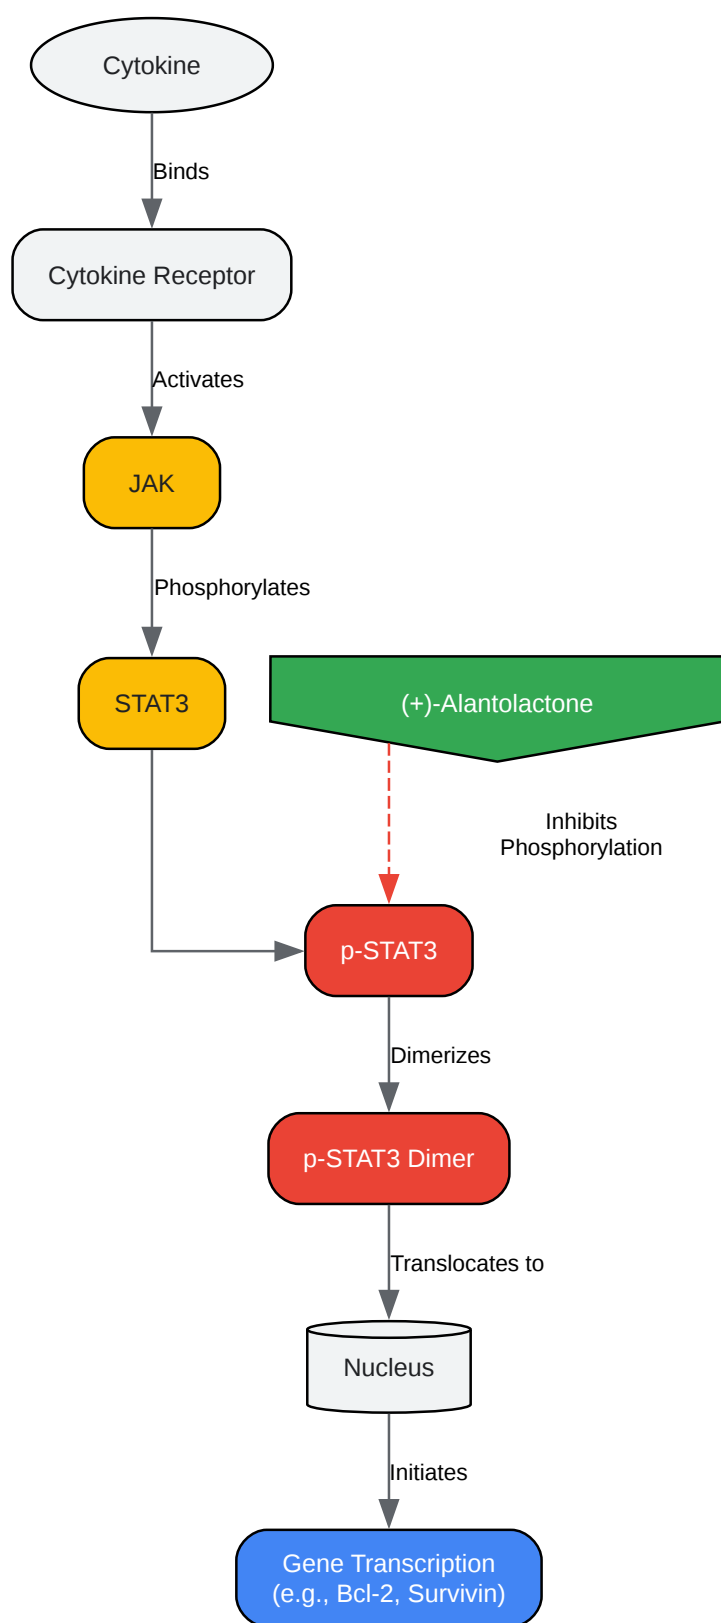 Cytokine
Binds
Cytokine Receptor
Activates
JAK
Phosphorylates
STAT3
(+)-Alantolactone
Inhibits
Phosphorylation
p-STAT3
Dimerizes
p-STAT3 Dimer
Translocates to
Nucleus
Initiates
Gene Transcription
(e.g., Bcl-2, Survivin)